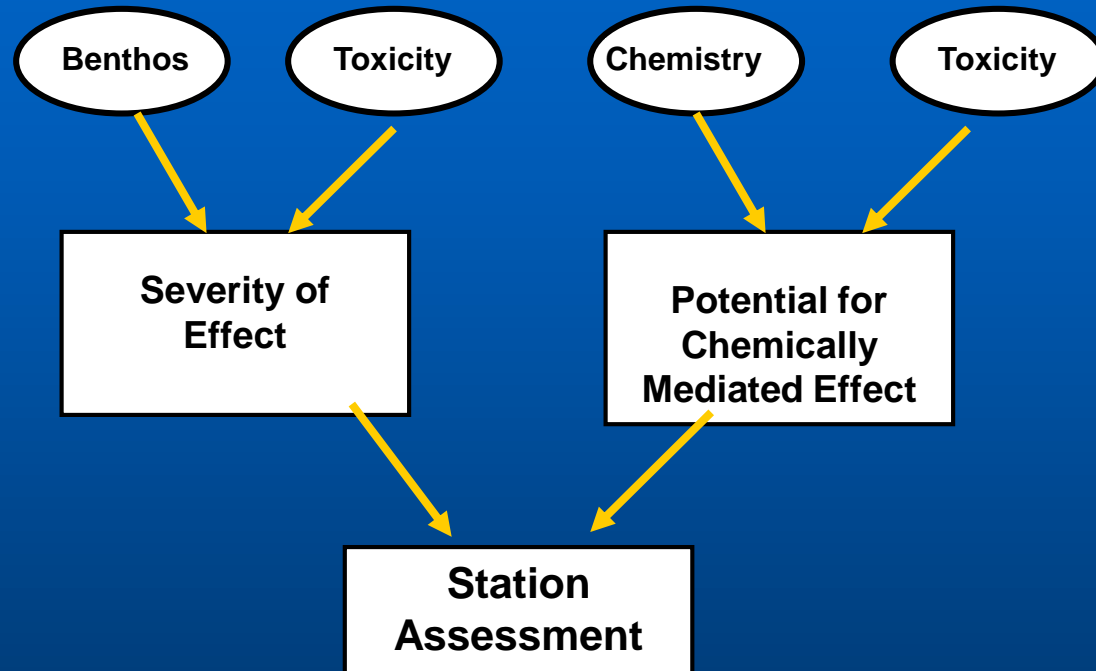 Benthos
Toxicity
Chemistry
Toxicity
Severity of
Effect
Potential for
Chemically
Mediated Effect
Station
Assessment